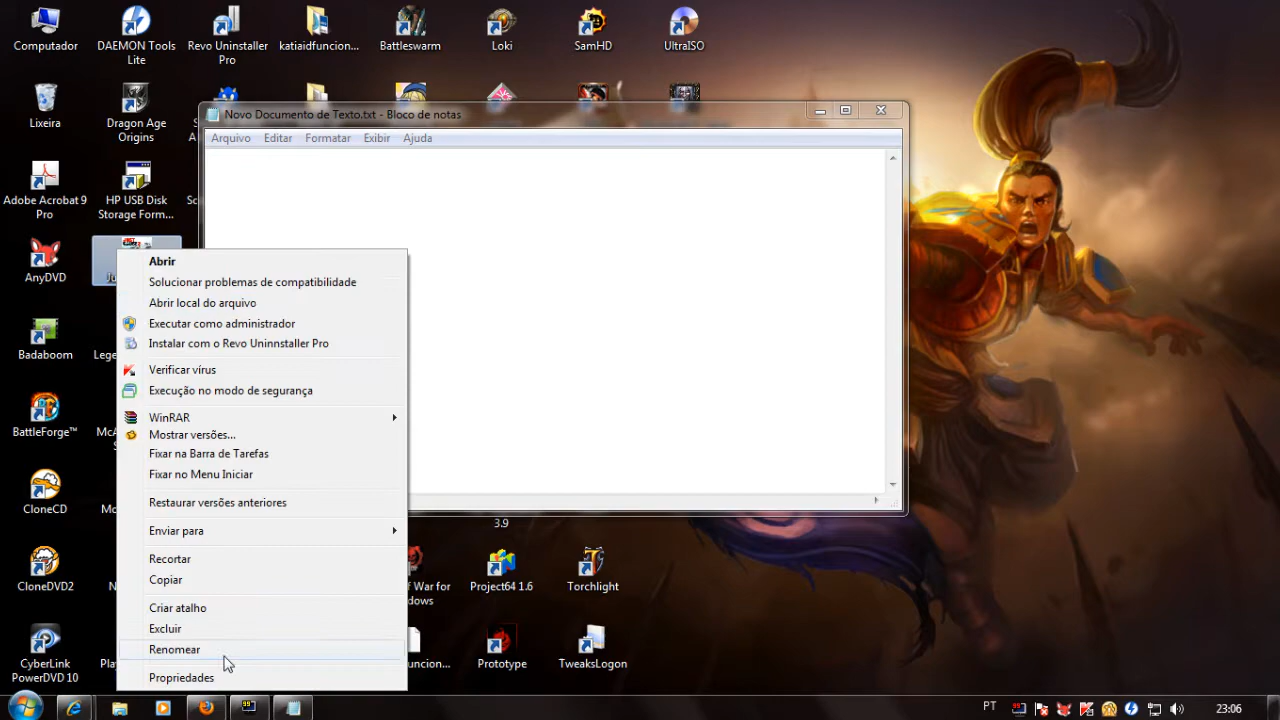 Computador
DAEMON Tools
Lite
Revo Uninstaller
Pro
katiaidfuncion...
Battleswarm
Loki
SamHD
UltraISO
Lixeira
Dragon Age
Origins
Novo Documento de Texto.txt - Bloco de notas
Arquivo Editar Formatar Exibir Ajuda
Adobe Acrobat 9
Pro
HP USB Disk
Storage Form...
AnyDVD
Badaboom
BattleForge™
CloneCD
CloneDVD2
CyberLink
PowerDVD 10
Abrir
Solucionar problemas de compatibilidade
Abrir local do arquivo
Executar como administrador
Instalar com o Revo Uninnstaller Pro
Verificar vírus
Execução no modo de segurança
WinRAR
Mostrar versões...
Fixar na Barra de Tarefas
Fixar no Menu Iniciar
Restaurar versões anteriores
Enviar para
Recortar
Copiar
Criar atalho
Excluir
Renomear
Propriedades
3.9
of War for
dows
Project64 1.6
Torchlight
uncion...
Prototype
TweaksLogon
PT
23:06